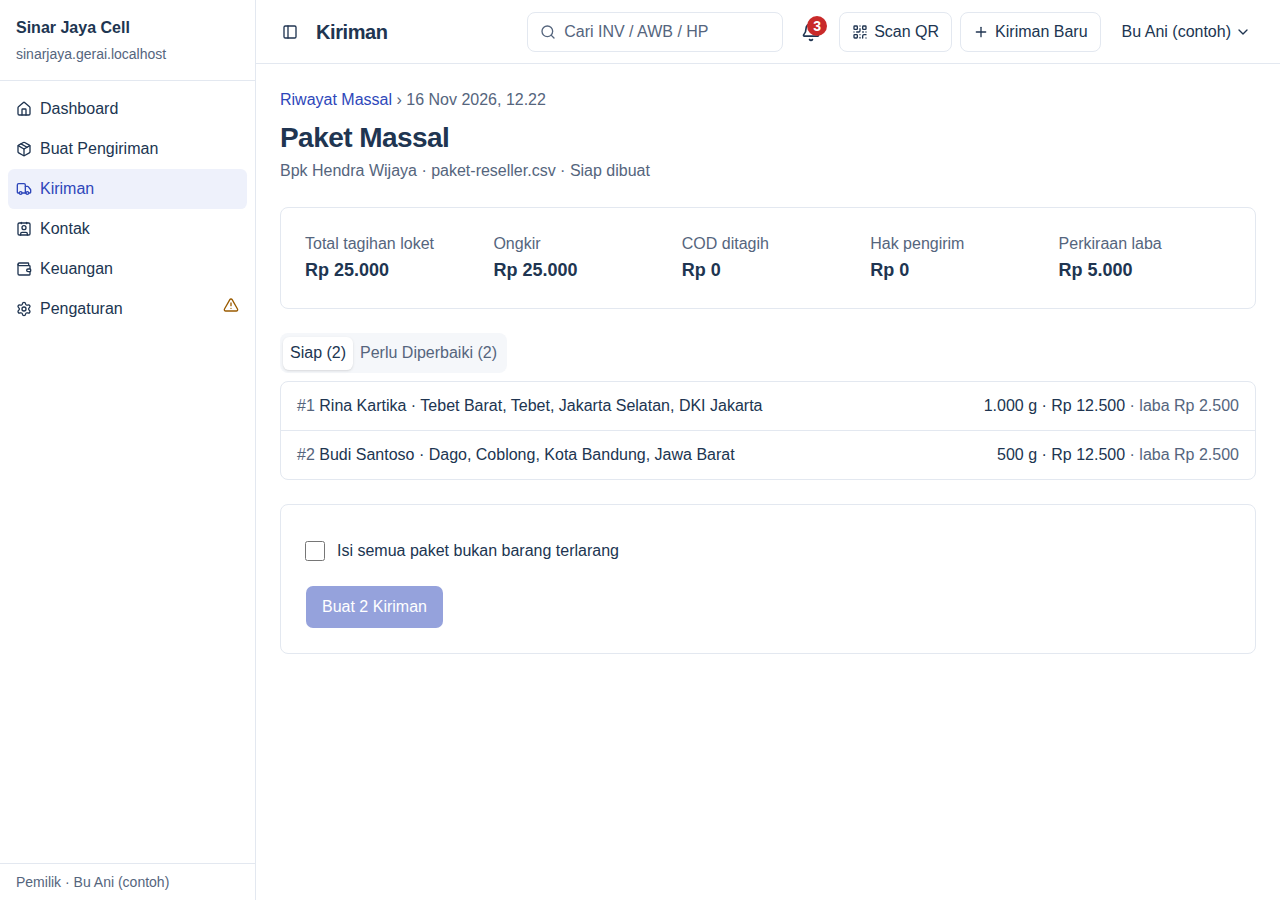 Sinar Jaya Cell
sinarjaya.gerai.localhost
Dashboard
Buat Pengiriman
Kiriman
Kontak
Keuangan
Pengaturan
Pemilik · Bu Ani (contoh)
Kiriman
Cari INV / AWB / HP
3
Scan QR
Kiriman Baru
Bu Ani (contoh)
Riwayat Massal › 16 Nov 2026, 12.22
Paket Massal
Bpk Hendra Wijaya · paket-reseller.csv · Siap dibuat
Total tagihan loket
Rp 25.000
Ongkir
Rp 25.000
COD ditagih
Rp 0
Hak pengirim
Rp 0
Perkiraan laba
Rp 5.000
Siap (2)
Perlu Diperbaiki (2)
#1 Rina Kartika · Tebet Barat, Tebet, Jakarta Selatan, DKI Jakarta
1.000 g · Rp 12.500 · laba Rp 2.500
#2 Budi Santoso · Dago, Coblong, Kota Bandung, Jawa Barat
500 g · Rp 12.500 · laba Rp 2.500
Isi semua paket bukan barang terlarang
Buat 2 Kiriman